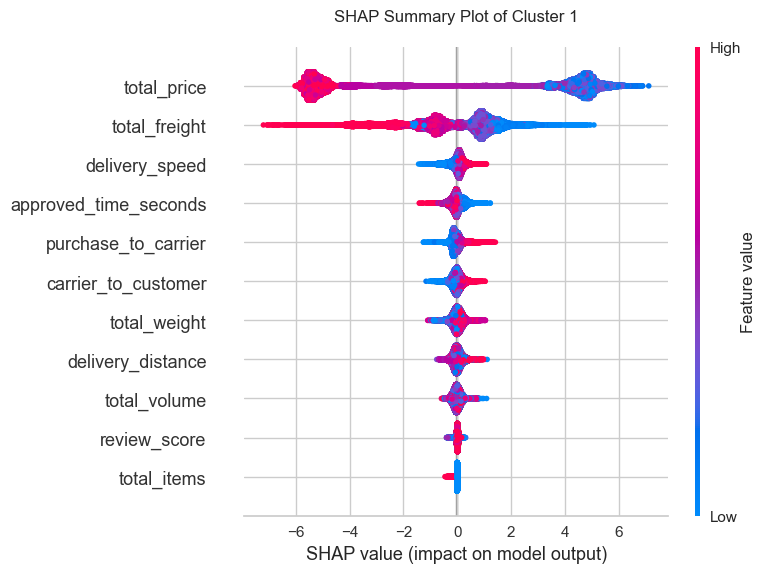 SHAP Summary Plot of Cluster 1
High
total_price
total_freight
delivery_speed
approved_time_seconds
purchase_to_carrier
carrier_to_customer
total_weight
delivery_distance
total_volume
review_score
total_items
Feature value
Low
−6 −4 −2 0 2 4 6
SHAP value (impact on model output)